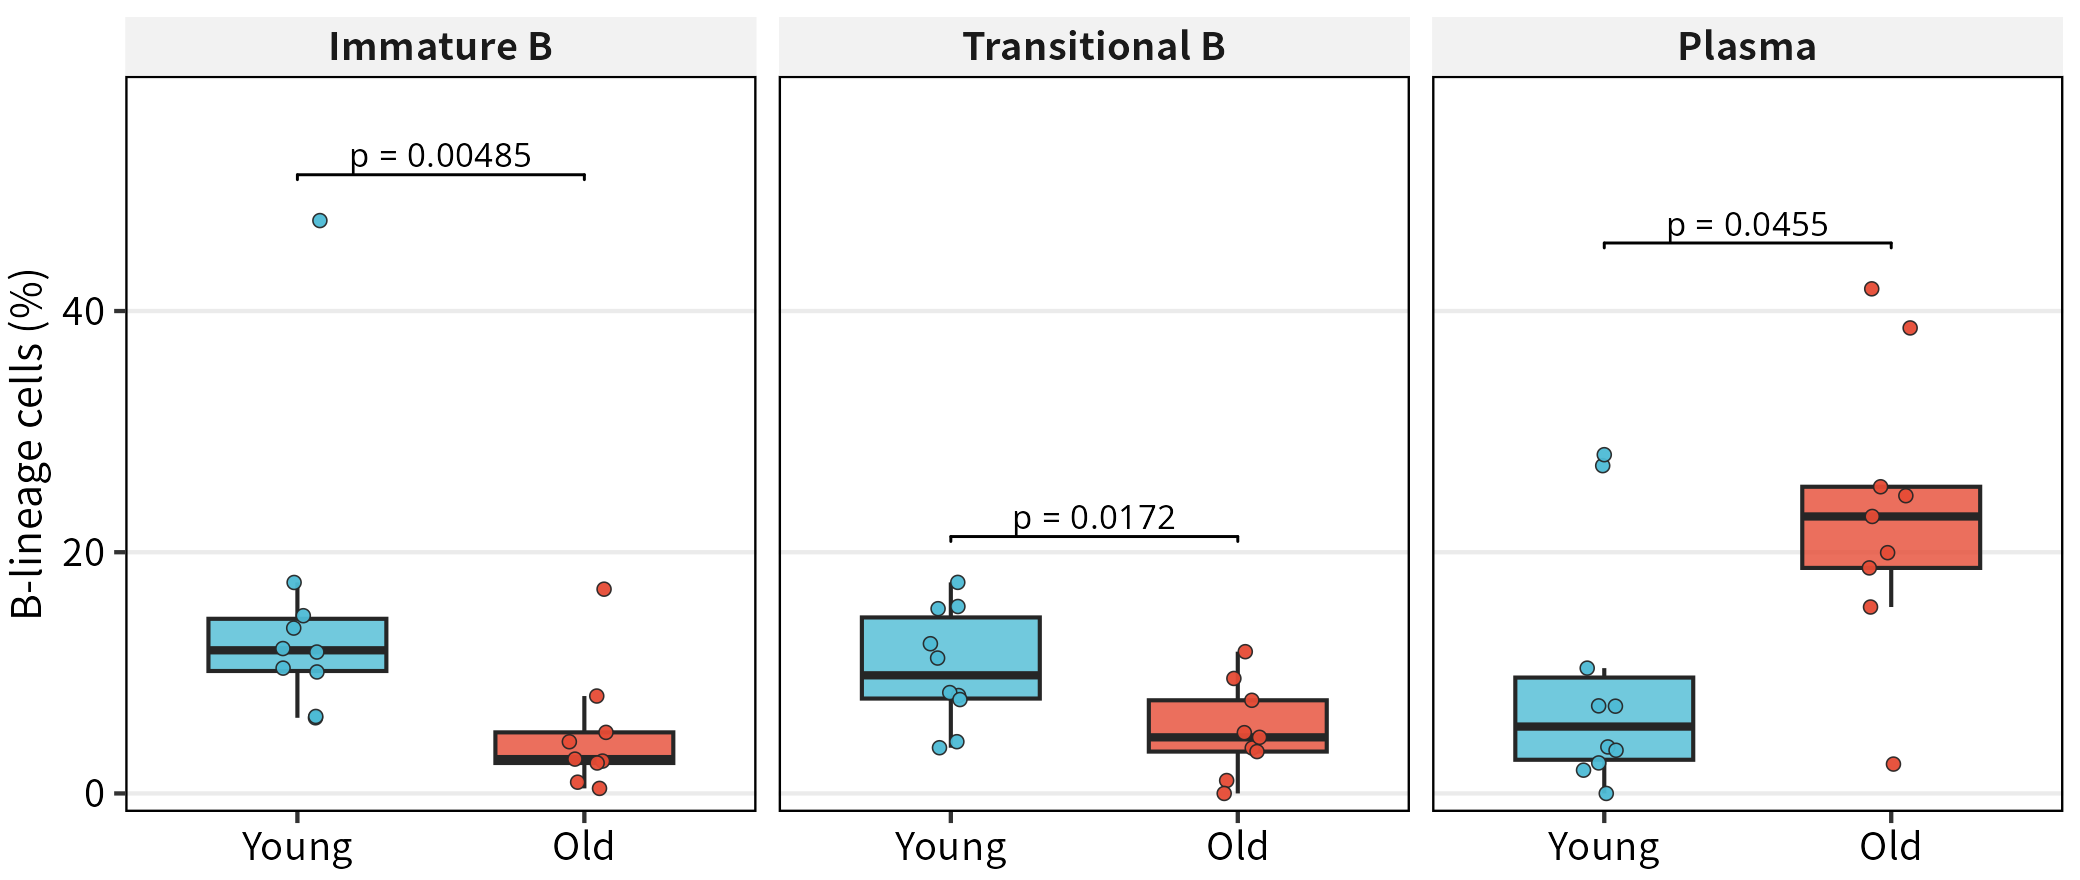 Immature B
Transitional B
Plasma
B-lineage cells (%)
p = 0.00485
p = 0.0172
p = 0.0455
40
20
0
Young
Old
Young
Old
Young
Old